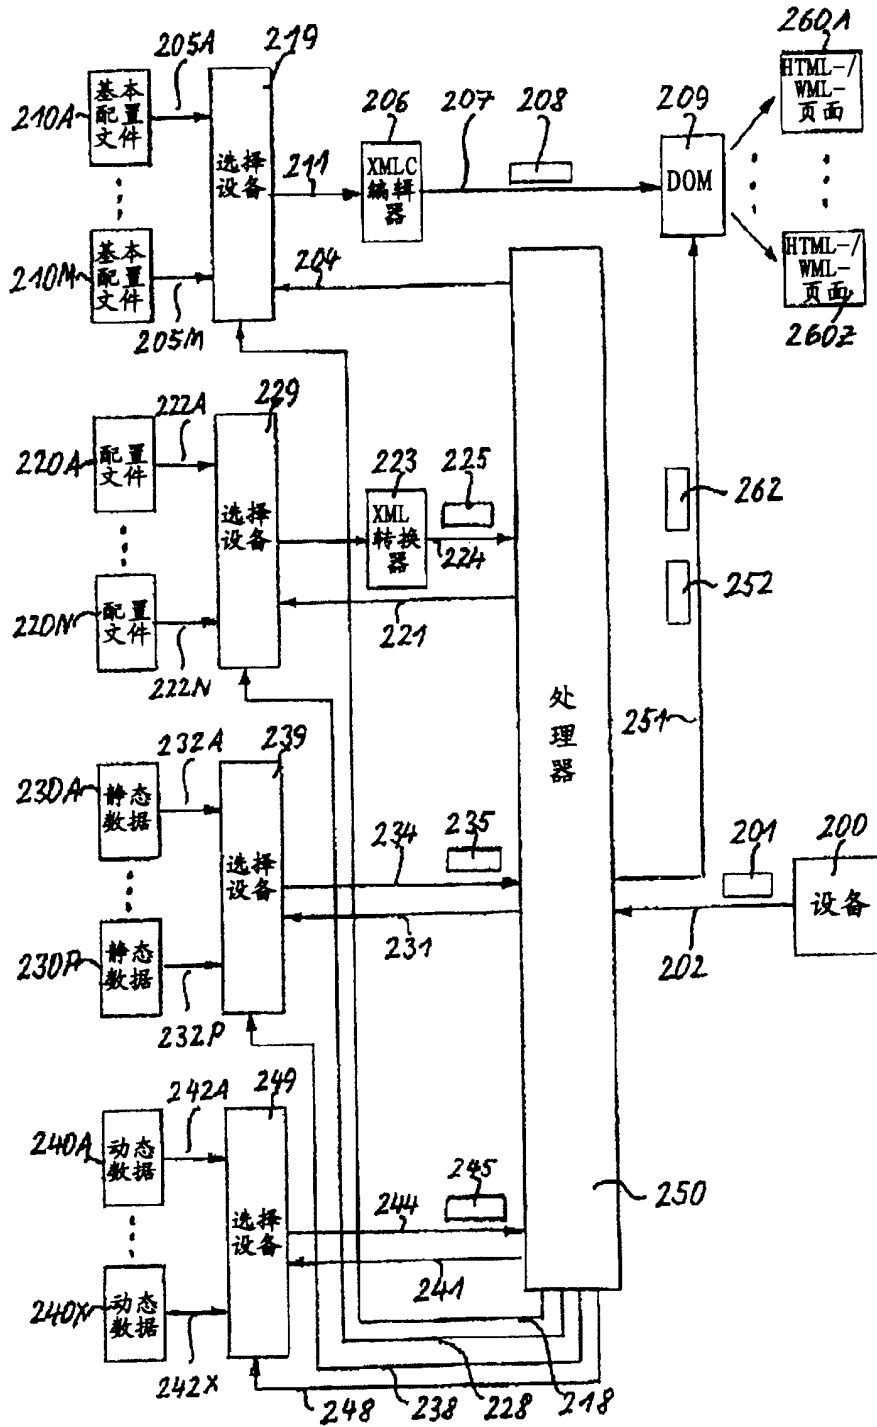 260A
219
205A
HTML-/
WML-
页面
206
207
208
209
基本
配置
文件
210A
选择
设备
211
XMLC
编辑
器
DOM
基本
配置
文件
210M
204
HTML-/
WML-
页面
205M
260Z
229
222A
220A
配置
文件
223
225
262
选择
设备
XML
转换
器
224
252
220N
配置
文件
221
222N
处
理
器
251
232A
239
230A
静态
数据
234
235
201
200
选择
设备
设备
230P
静态
数据
231
202
232P
242A
249
240A
动态
数据
245
250
选择
设备
244
241
240X
动态
数据
242X
248
238
228
218